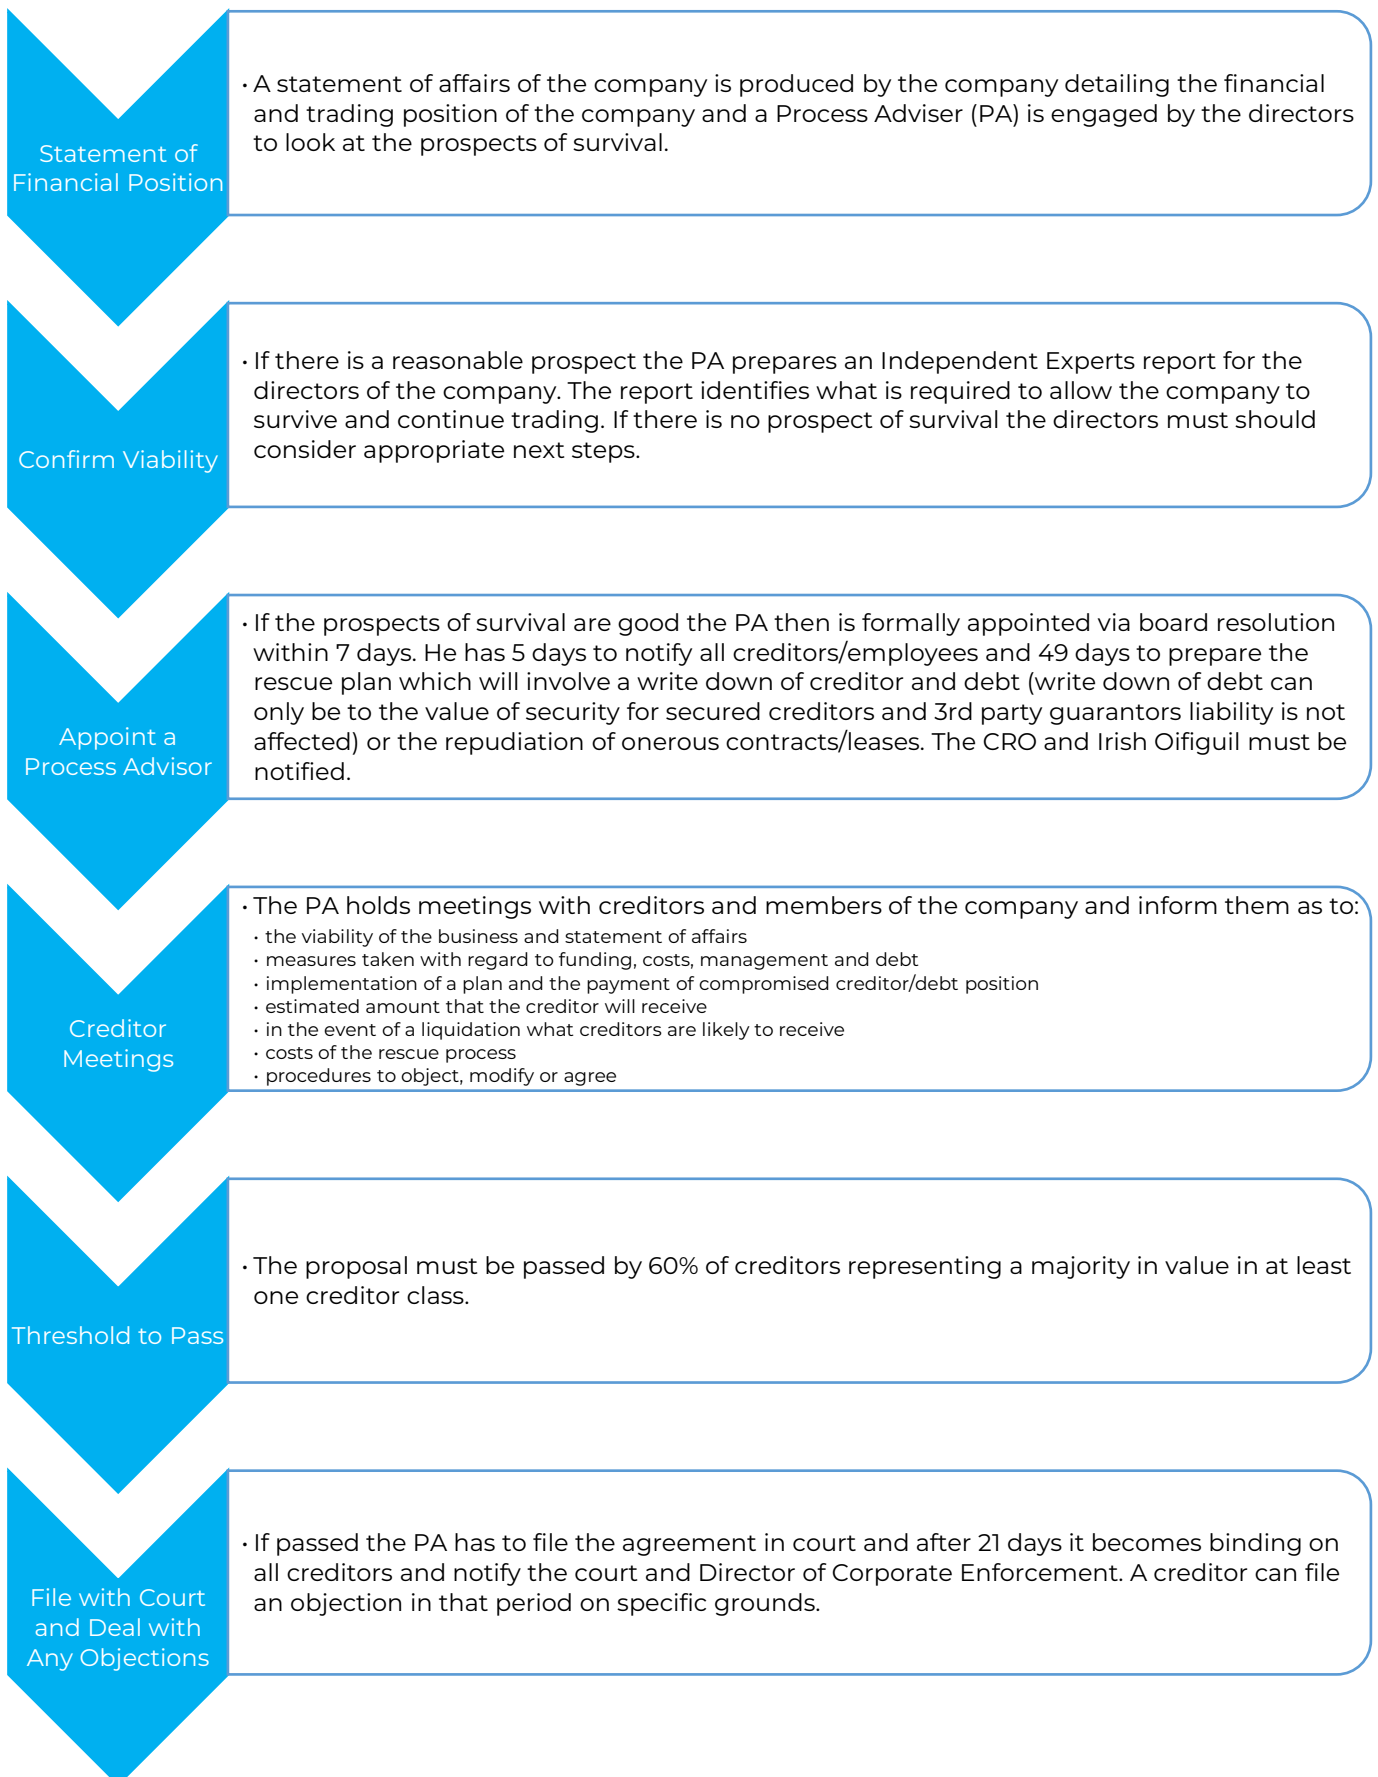 Statement of
Financial Position
• A statement of affairs of the company is produced by the company detailing the financial
and trading position of the company and a Process Adviser (PA) is engaged by the directors
to look at the prospects of survival.
Confirm Viability
• If there is a reasonable prospect the PA prepares an Independent Experts report for the
directors of the company. The report identifies what is required to allow the company to
survive and continue trading. If there is no prospect of survival the directors must should
consider appropriate next steps.
Appoint a
Process Advisor
• If the prospects of survival are good the PA then is formally appointed via board resolution
within 7 days. He has 5 days to notify all creditors/employees and 49 days to prepare the
rescue plan which will involve a write down of creditor and debt (write down of debt can
only be to the value of security for secured creditors and 3rd party guarantors liability is not
affected) or the repudiation of onerous contracts/leases. The CRO and Irish Oifiguil must be
notified.
Creditor
Meetings
• The PA holds meetings with creditors and members of the company and inform them as to:
• the viability of the business and statement of affairs
• measures taken with regard to funding, costs, management and debt
• implementation of a plan and the payment of compromised creditor/debt position
• estimated amount that the creditor will receive
• in the event of a liquidation what creditors are likely to receive
• costs of the rescue process
• procedures to object, modify or agree
Threshold to Pass
• The proposal must be passed by 60% of creditors representing a majority in value in at least
one creditor class.
File with Court
and Deal with
Any Objections
• If passed the PA has to file the agreement in court and after 21 days it becomes binding on
all creditors and notify the court and Director of Corporate Enforcement. A creditor can file
an objection in that period on specific grounds.